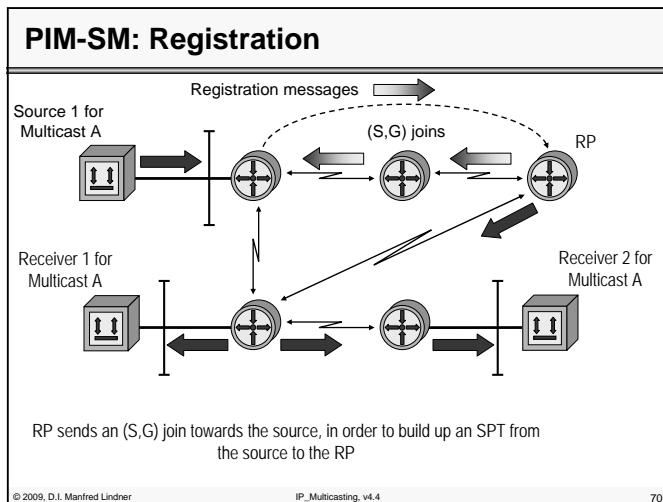 PIM-SM: Registration
Registration messages
Source 1 for
Multicast A
(S,G) joins
RP
Receiver 1 for
Multicast A
Receiver 2 for
Multicast A
RP sends an (S,G) join towards the source, in order to build up an SPT from
the source to the RP
© 2009, D.I. Manfred Lindner
IP_Multicasting, v4.4
70